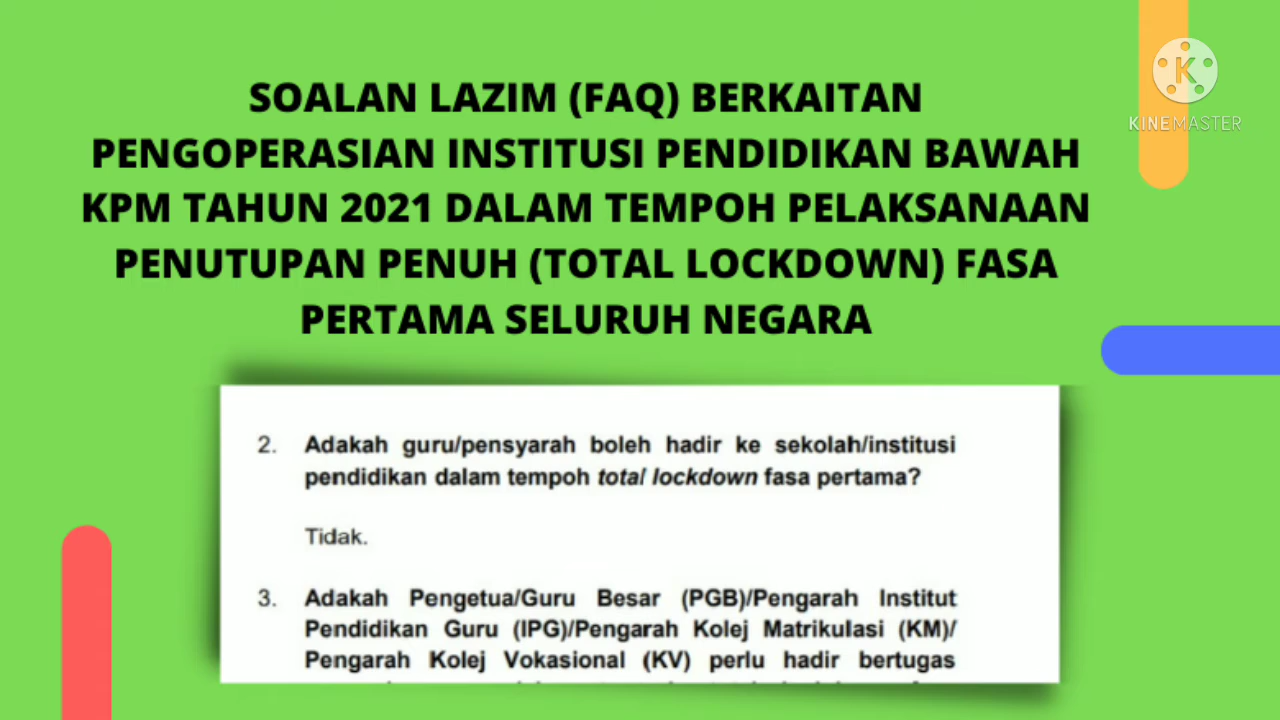 K
KINEMASTER
SOALAN LAZIM (FAQ) BERKAITAN
PENGOPERASIAN INSTITUSI PENDIDIKAN BAWAH
KPM TAHUN 2021 DALAM TEMPOH PELAKSANAAN
PENUTUPAN PENUH (TOTAL LOCKDOWN) FASA
PERTAMA SELURUH NEGARA
2. Adakah guru/pensyarah boleh hadir ke sekolah/institusi
pendidikan dalam tempoh total lockdown fasa pertama?
Tidak.
3. Adakah Pengetua/Guru Besar (PGB)/Pengarah Institut
Pendidikan Guru (IPG)/Pengarah Kolej Matrikulasi (KM)/
Pengarah Kolej Vokasional (KV) perlu hadir bertugas